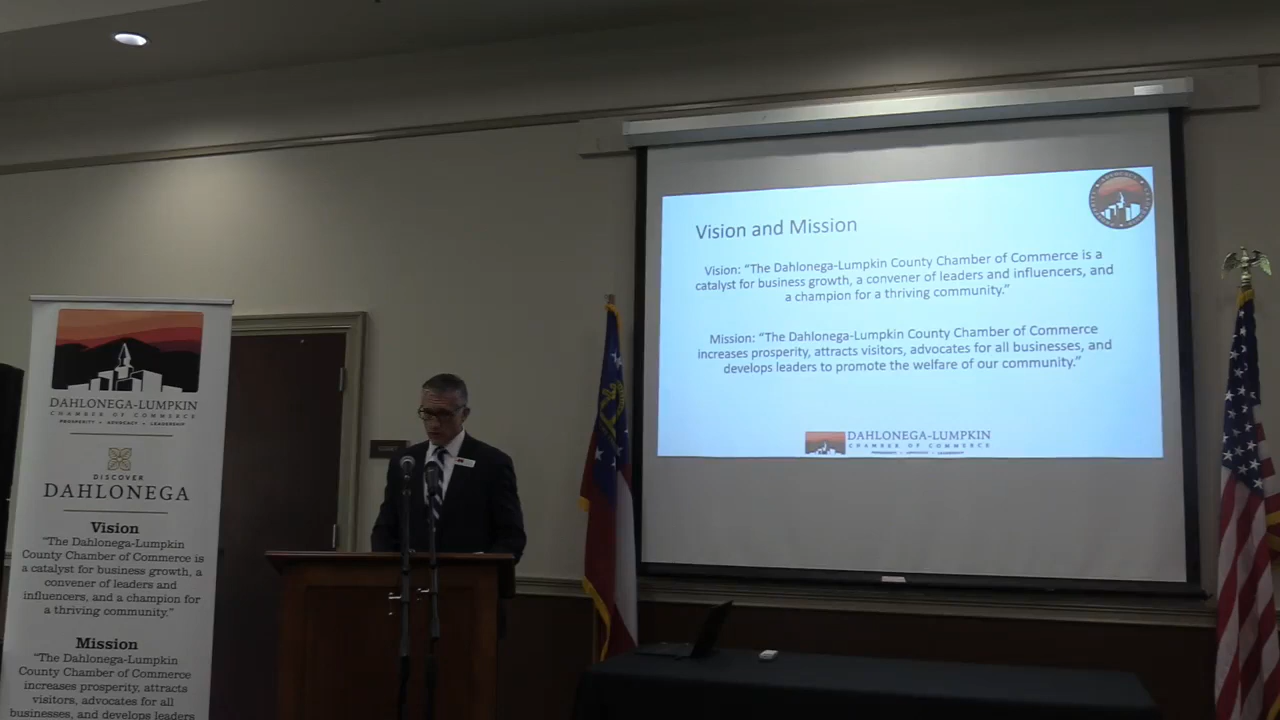 DAHLONEGA-LUMPKIN
CHAMBER OF COMMERCE
PROSPERITY • ADVOCACY • LEADERSHIP
DISCOVER
DAHLONEGA
Vision
“The Dahlonega-Lumpkin
County Chamber of Commerce is
a catalyst for business growth, a
convener of leaders and
influencers, and a champion for
a thriving community.”
Mission
“The Dahlonega-Lumpkin
County Chamber of Commerce
increases prosperity, attracts
visitors, advocates for all
businesses, and develops leaders
Vision and Mission
Vision: “The Dahlonega-Lumpkin County Chamber of Commerce is a
catalyst for business growth, a convener of leaders and influencers, and
a champion for a thriving community.”
Mission: “The Dahlonega-Lumpkin County Chamber of Commerce
increases prosperity, attracts visitors, advocates for all businesses, and
develops leaders to promote the welfare of our community.”
DAHLONEGA-LUMPKIN
CHAMBER OF COMMERCE